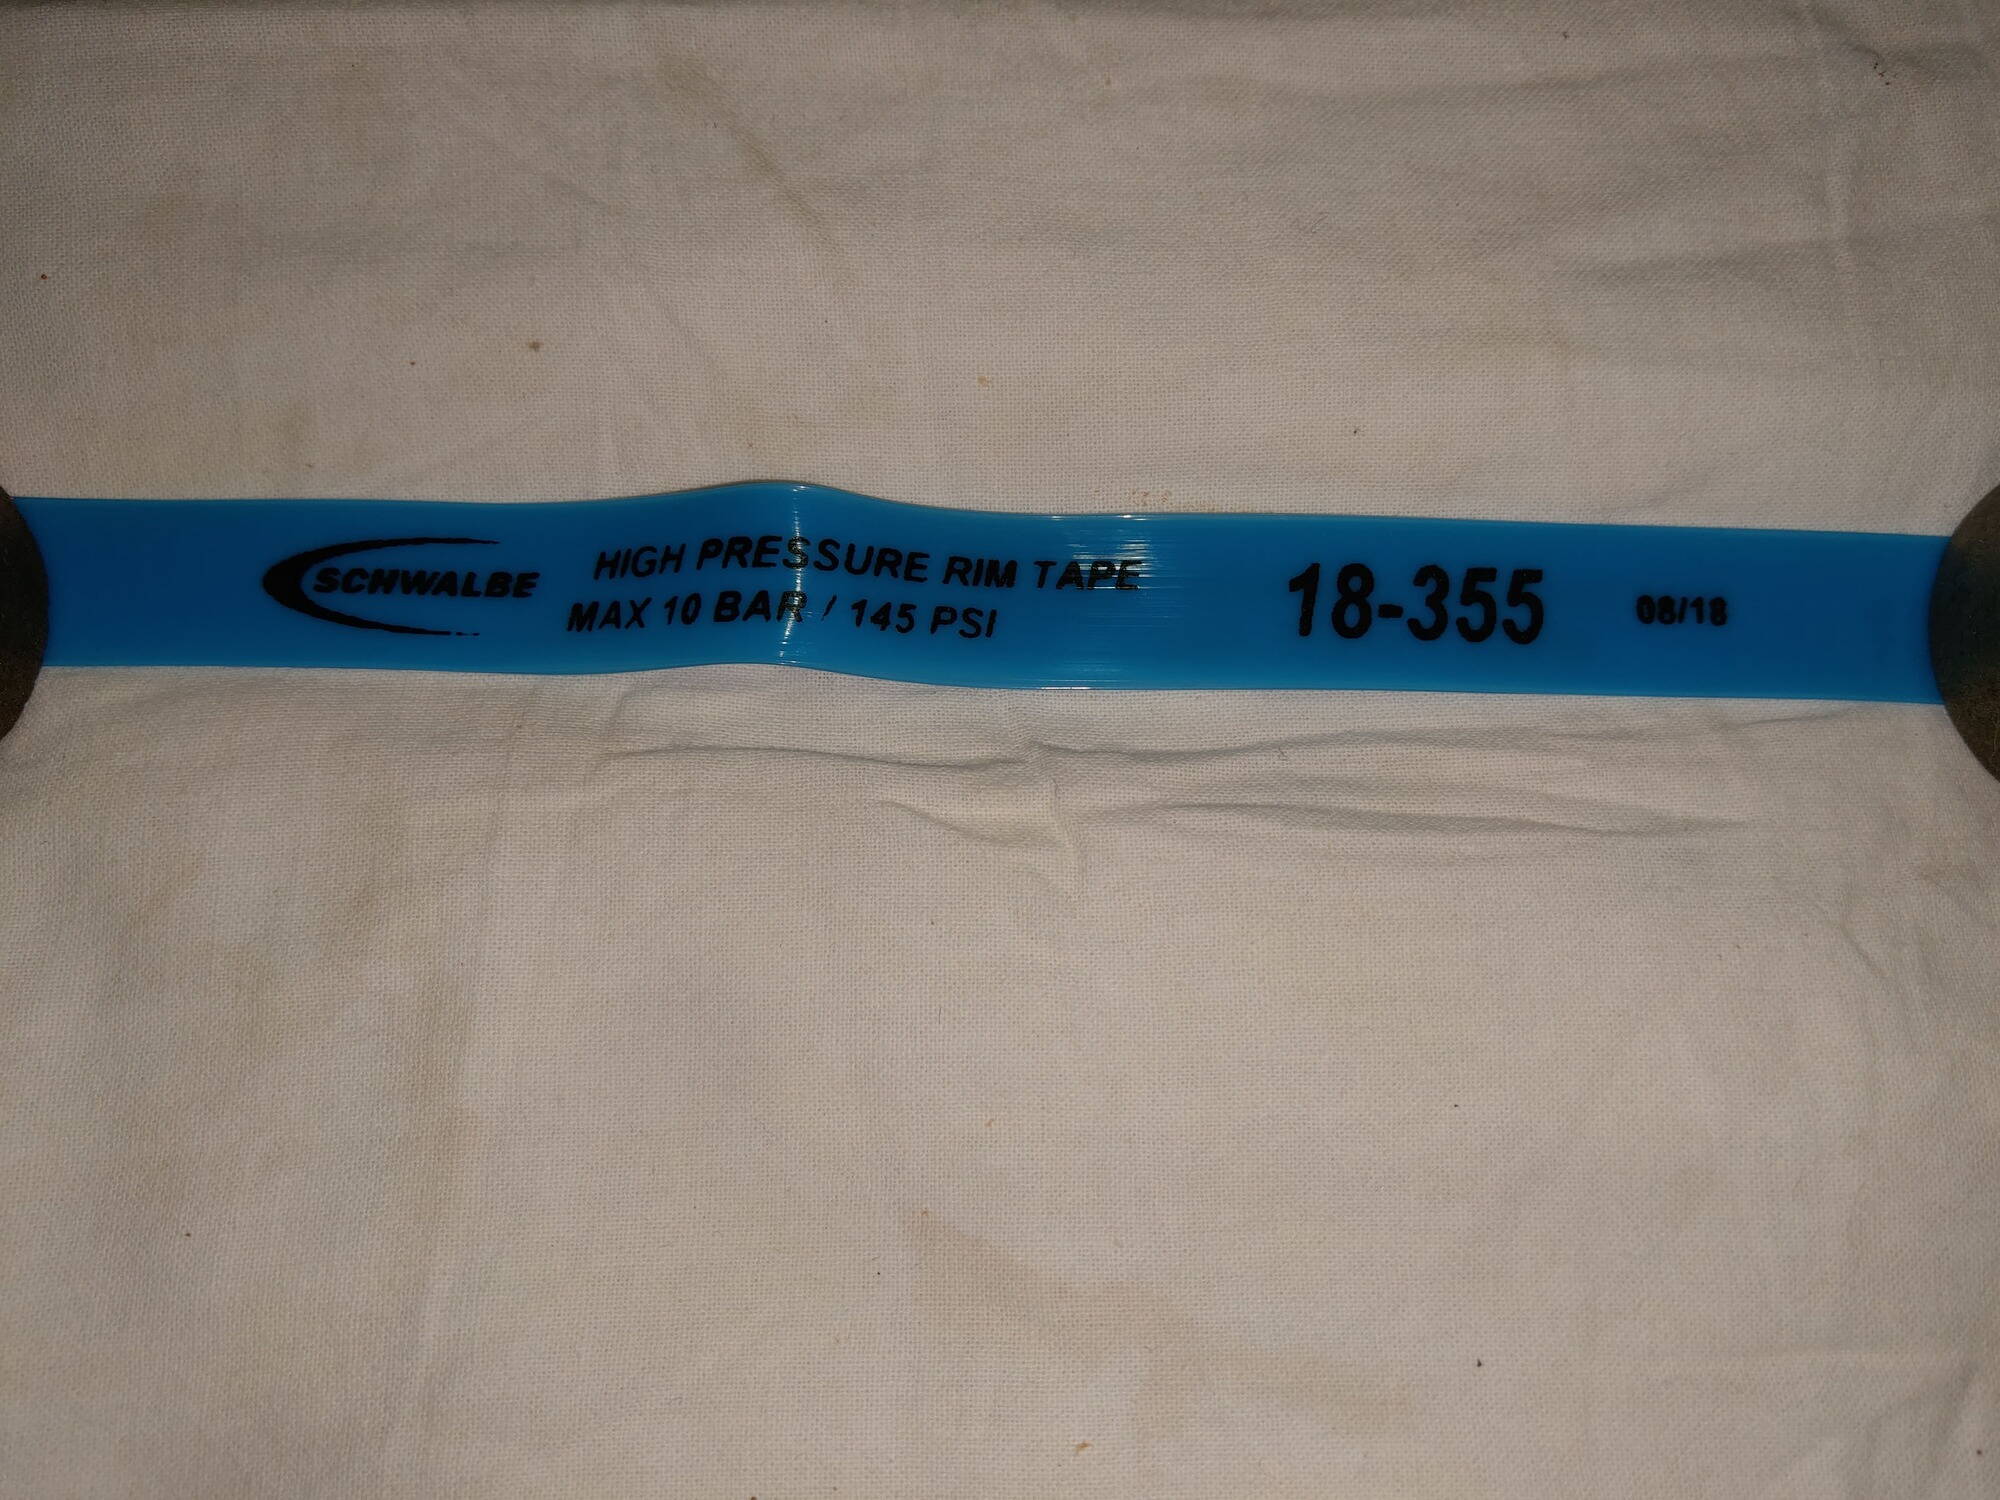 SCHWALBE
HIGH PRESSURE RIM TAPE
MAX 10 BAR / 145 PSI
18-355
08/18